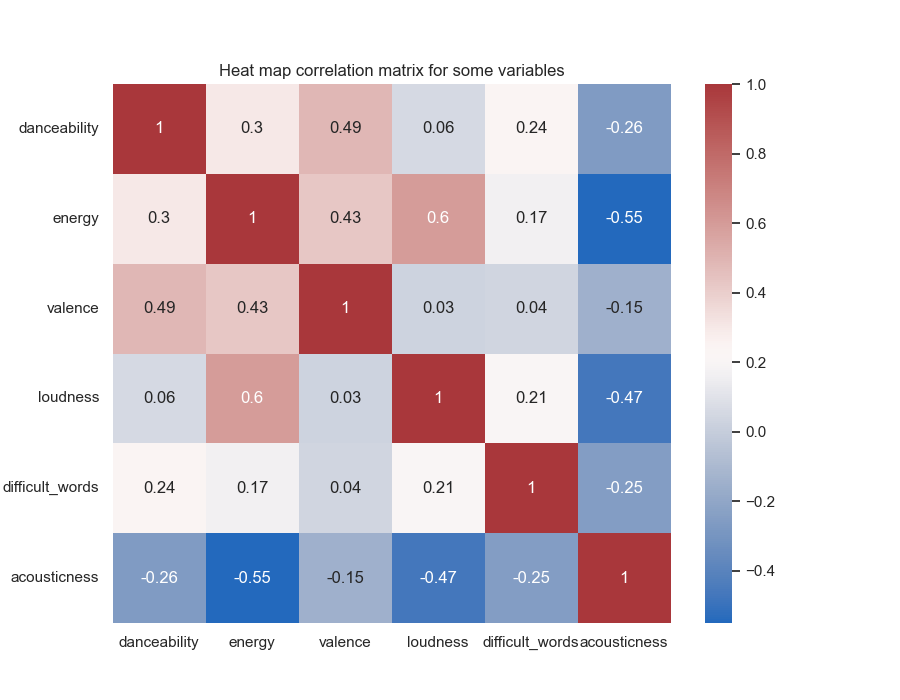 Heat map correlation matrix for some variables
danceability 1 0.3 0.49 0.06 0.24 -0.26
energy 0.3 1 0.43 0.6 0.17 -0.55
valence 0.49 0.43 1 0.03 0.04 -0.15
loudness 0.06 0.6 0.03 1 0.21 -0.47
difficult_words 0.24 0.17 0.04 0.21 1 -0.25
acousticness -0.26 -0.55 -0.15 -0.47 -0.25 1
danceability energy valence loudness difficult_words acousticness
1.0
0.8
0.6
0.4
0.2
0.0
−0.2
−0.4